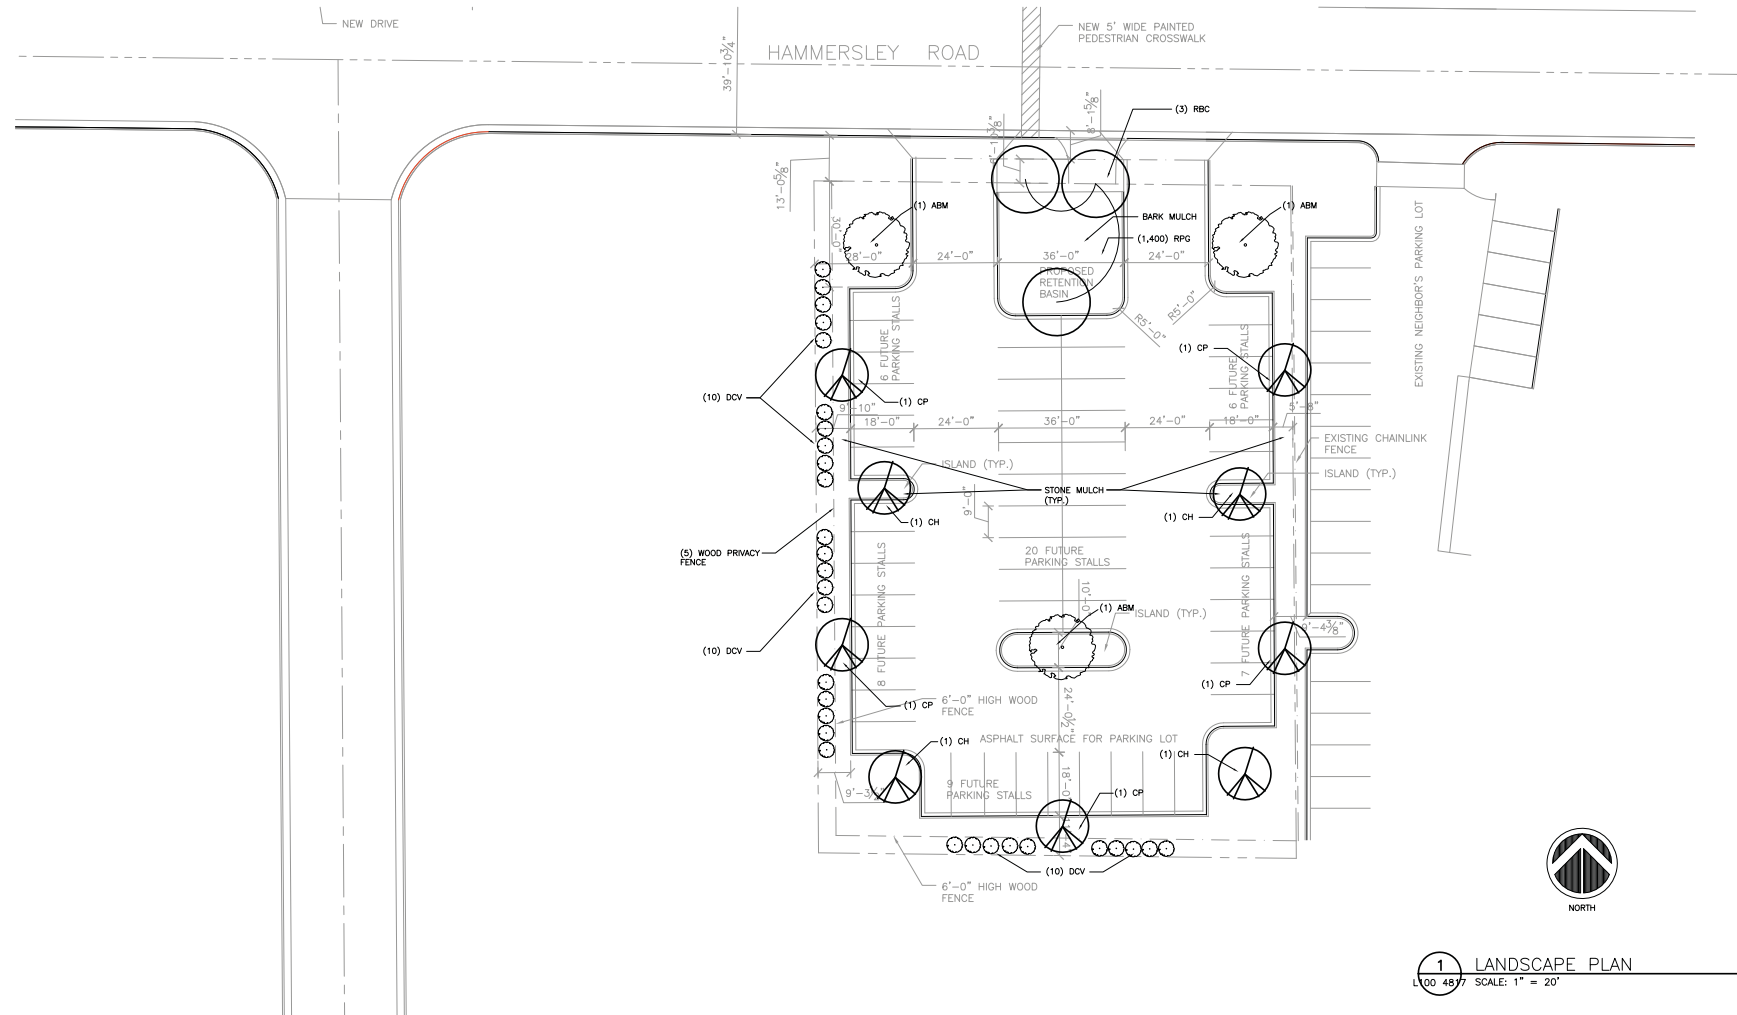 NEW DRIVE
NEW 5' WIDE PAINTED
PEDESTRIAN CROSSWALK
HAMMERSLEY ROAD
39'-10¾"
(3) RBC
8'-1⅝"
13'-0⅝"
30'-0"
(1) ABM
(1) ABM
BARK MULCH
(1,400) RPG
28'-0"
24'-0"
36'-0"
24'-0"
PROPOSED
RETENTION
BASIN
R5'-0"
R5'-0"
EXISTING NEIGHBOR'S PARKING LOT
6 FUTURE
PARKING STALLS
6 FUTURE
PARKING STALLS
(1) CP
(10) DCV
(1) CP
9'-10"
5'-8"
18'-0"
24'-0"
36'-0"
24'-0"
18'-0"
EXISTING CHAINLINK
FENCE
ISLAND (TYP.)
ISLAND (TYP.)
STONE MULCH
(TYP.)
9'-0"
(1) CH
(1) CH
(5) WOOD PRIVACY
FENCE
20 FUTURE
PARKING STALLS
8 FUTURE PARKING STALLS
7 FUTURE PARKING STALLS
10'-0"
(1) ABM
ISLAND (TYP.)
9'-4⅜"
(10) DCV
(1) CP
(1) CP
6'-0" HIGH WOOD
FENCE
24'-0½"
(1) CH
ASPHALT SURFACE FOR PARKING LOT
(1) CH
18'-0"
9 FUTURE
PARKING STALLS
9'-3½"
(1) CP
(10) DCV
6'-0" HIGH WOOD
FENCE
NORTH
1
LANDSCAPE PLAN
L100 4817
SCALE: 1" = 20'